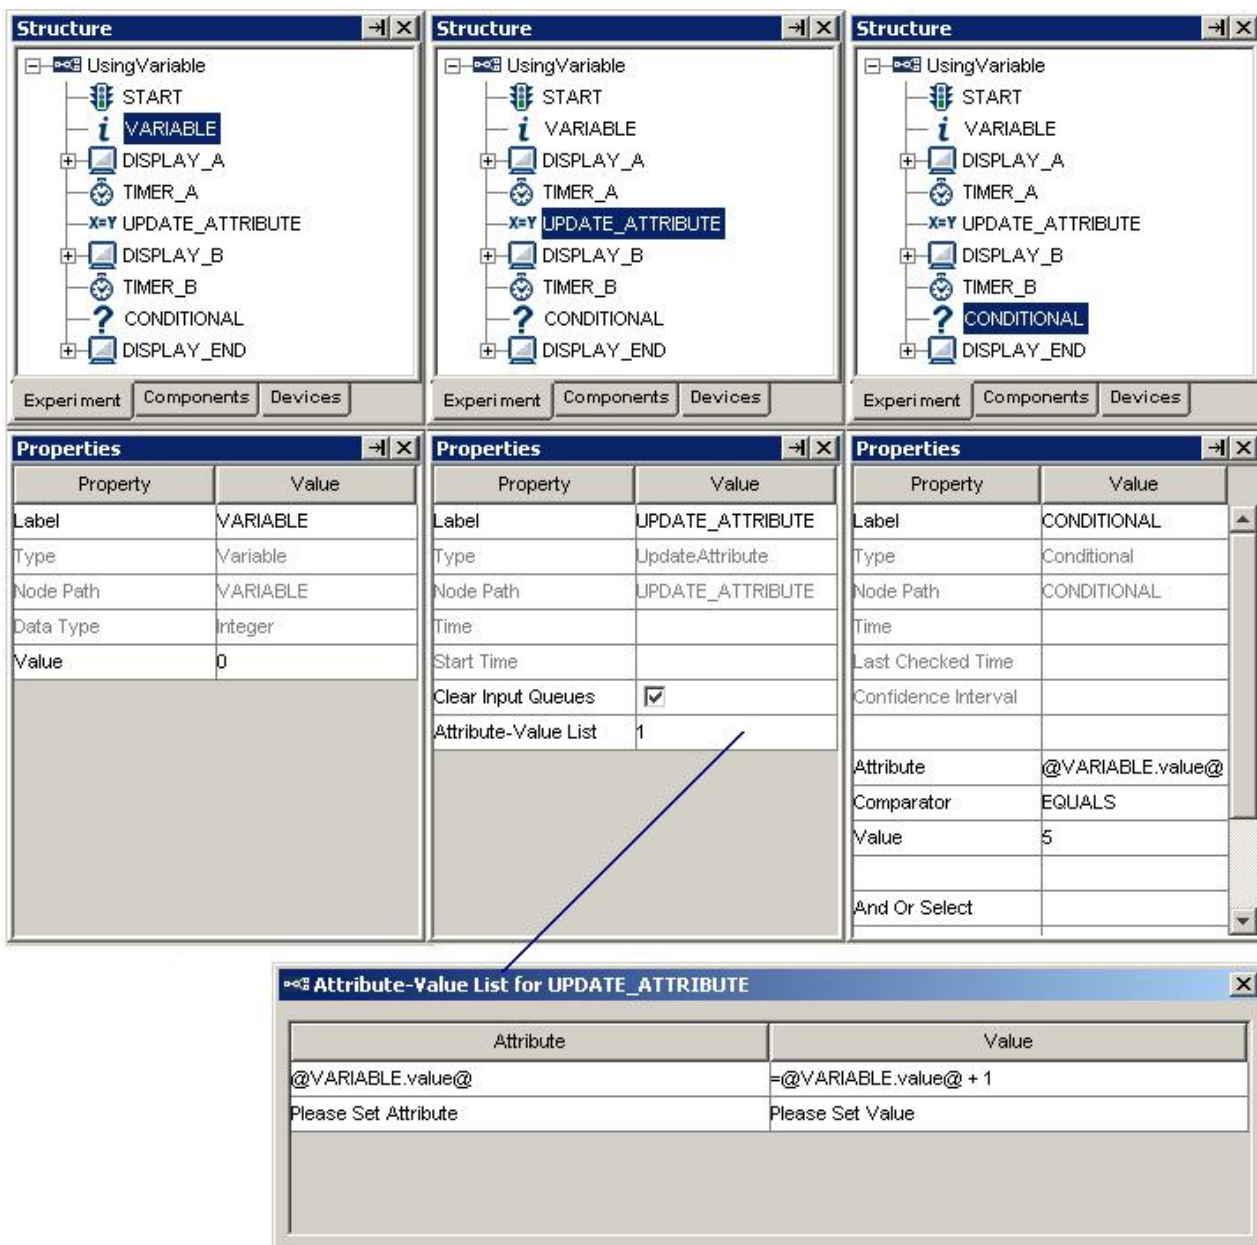 Structure
UsingVariable
START
VARIABLE
DISPLAY_A
TIMER_A
X=Y UPDATE_ATTRIBUTE
DISPLAY_B
TIMER_B
? CONDITIONAL
DISPLAY_END
Experiment Components Devices
Structure
UsingVariable
START
VARIABLE
DISPLAY_A
TIMER_A
X=Y UPDATE_ATTRIBUTE
DISPLAY_B
TIMER_B
? CONDITIONAL
DISPLAY_END
Experiment Components Devices
Structure
UsingVariable
START
VARIABLE
DISPLAY_A
TIMER_A
X=Y UPDATE_ATTRIBUTE
DISPLAY_B
TIMER_B
? CONDITIONAL
DISPLAY_END
Experiment Components Devices
Properties
Property Value
Label VARIABLE
Type Variable
Node Path VARIABLE
Data Type Integer
Value 0
Properties
Property Value
Label UPDATE_ATTRIBUTE
Type UpdateAttribute
Node Path UPDATE_ATTRIBUTE
Time
Start Time
Clear Input Queues
Attribute-Value List 1
Properties
Property Value
Label CONDITIONAL
Type Conditional
Node Path CONDITIONAL
Time
Last Checked Time
Confidence Interval
Attribute @VARIABLE.value@
Comparator EQUALS
Value 5
And Or Select
Attribute-Value List for UPDATE_ATTRIBUTE
Attribute Value
@VARIABLE.value@ =@VARIABLE.value@ + 1
Please Set Attribute Please Set Value